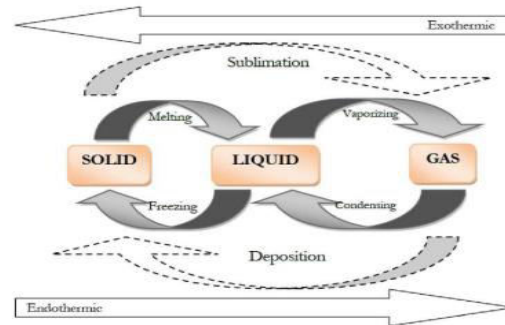 Exothermic
Sublimation
Melting
Vaporizing
SOLID
LIQUID
GAS
Freezing
Condensing
Deposition
Endothermic